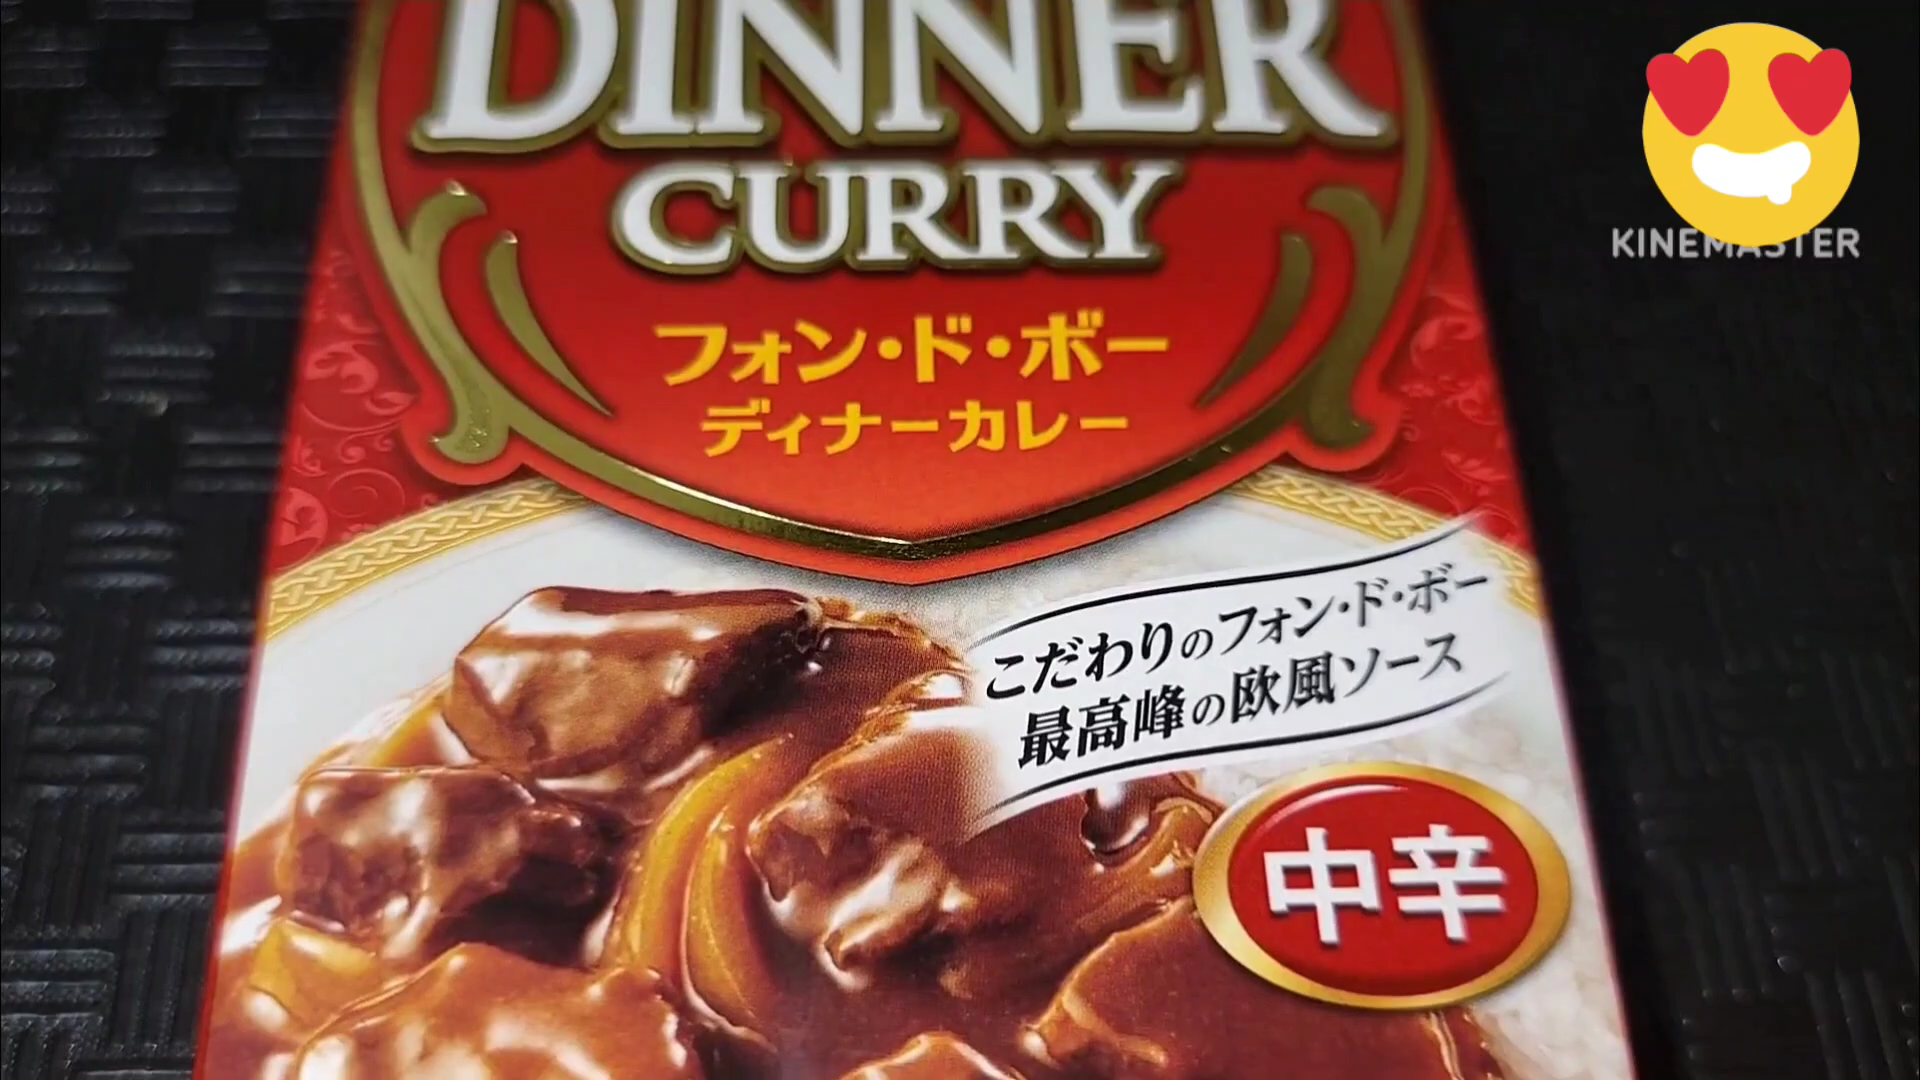 DINNER
CURRY
KINEMASTER
フォン・ド・ボー
ディナーカレー
こだわりのフォン・ド・ボー
最高峰の欧風ソース
中辛